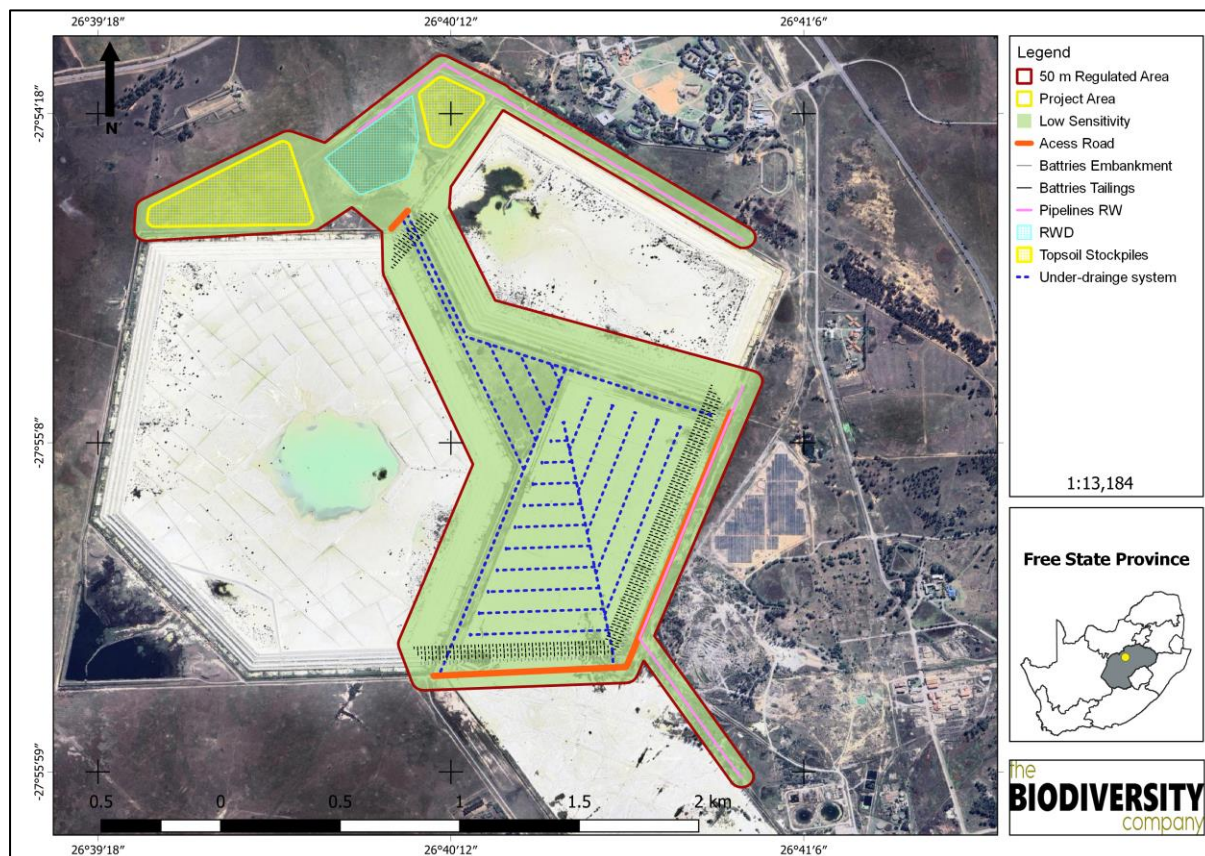 26°39'18"
26°40'12"
26°41'6"
-27°54'18"
-27°55'8"
-27°55'59"
N
0.5
0
0.5
1
1.5
2 km
26°39'18"
26°40'12"
26°41'6"
Legend
50 m Regulated Area
Project Area
Low Sensitivity
Acess Road
Battries Embankment
Battries Tailings
Pipelines RW
RWD
Topsoil Stockpiles
Under-drainge system
1:13,184
Free State Province
the
BIODIVERSITY
company